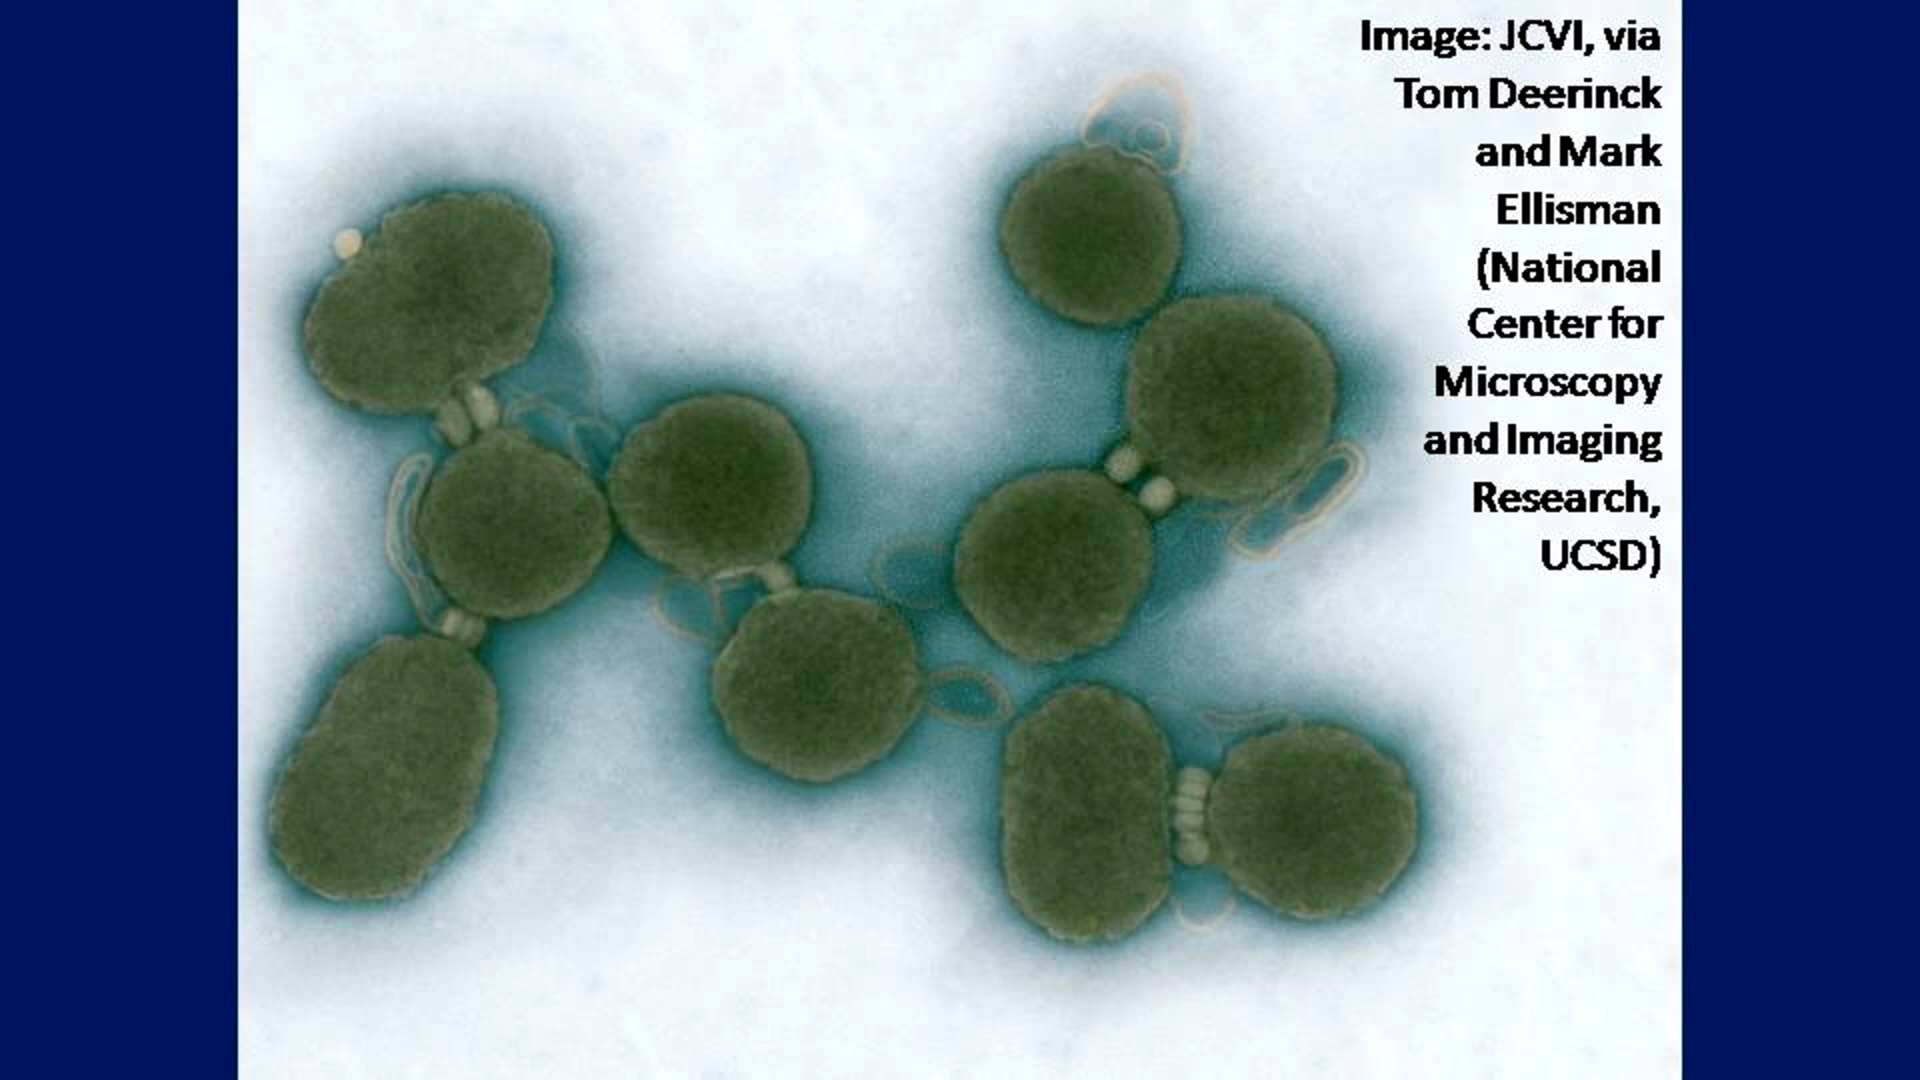 Image: JCVI, via
Tom Deerinck
and Mark
Ellisman
(National
Center for
Microscopy
and Imaging
Research,
UCSD)